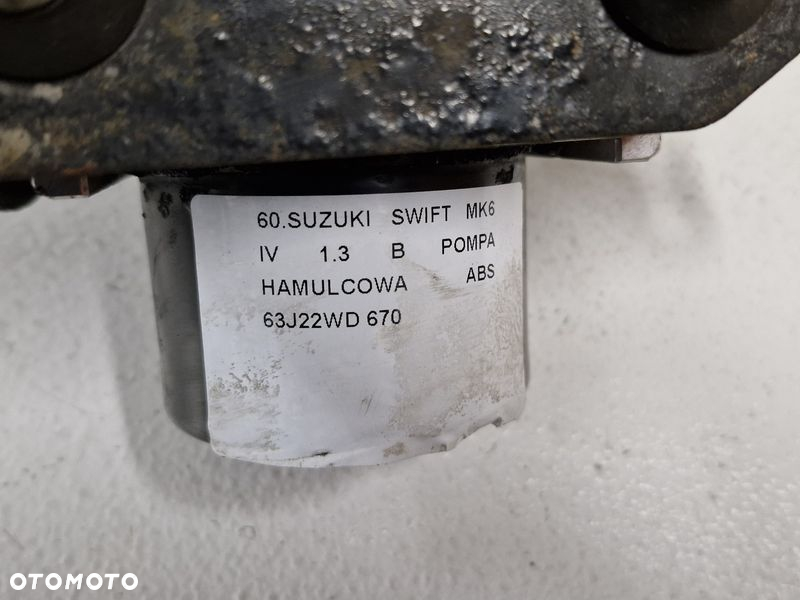 60.SUZUKI SWIFT MK6
IV 1.3 B POMPA
HAMULCOWA ABS
63J22WD 670
OTOMOTO